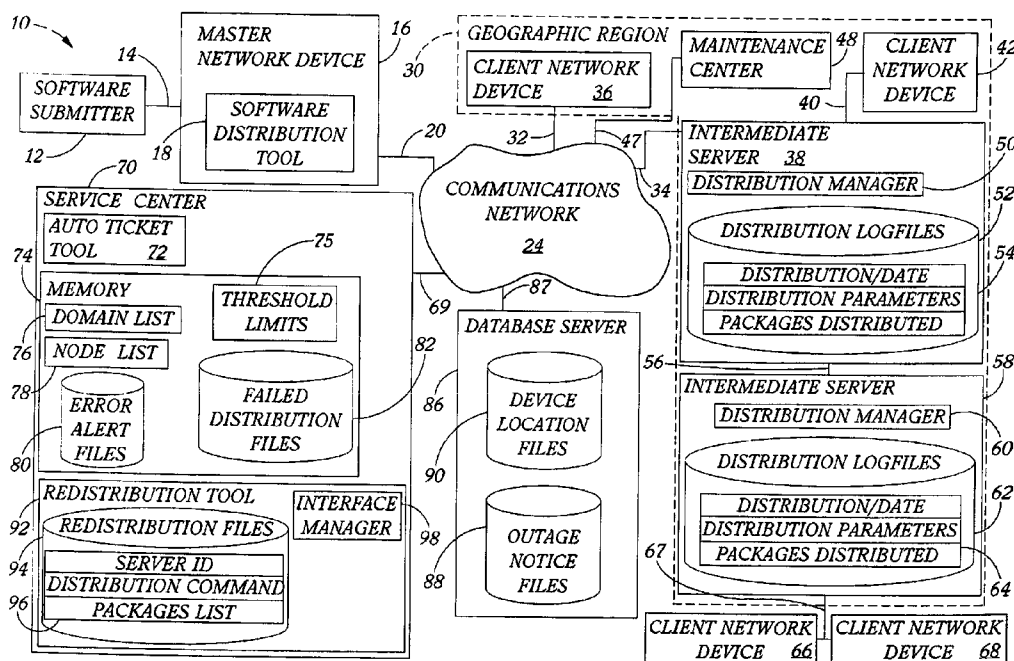 10
SOFTWARE
SUBMITTER
12
14
MASTER
NETWORK DEVICE
16
SOFTWARE
DISTRIBUTION
TOOL
18
20
GEOGRAPHIC REGION
30
CLIENT NETWORK
DEVICE 36
32
47
34
MAINTENANCE
CENTER
48
CLIENT
NETWORK
DEVICE
42
40
COMMUNICATIONS
NETWORK
24
INTERMEDIATE
SERVER 38
DISTRIBUTION MANAGER
50
DISTRIBUTION LOGFILES
52
54
DISTRIBUTION/DATE
DISTRIBUTION PARAMETERS
PACKAGES DISTRIBUTED
56
INTERMEDIATE SERVER
58
DISTRIBUTION MANAGER
60
DISTRIBUTION LOGFILES
62
DISTRIBUTION/DATE
DISTRIBUTION PARAMETERS
PACKAGES DISTRIBUTED
64
67
CLIENT NETWORK
DEVICE 66
CLIENT NETWORK
DEVICE 68
70
SERVICE CENTER
AUTO TICKET
TOOL 72
74
MEMORY
75
THRESHOLD
LIMITS
DOMAIN LIST
76
NODE LIST
78
ERROR
ALERT
FILES
80
FAILED
DISTRIBUTION
FILES
82
69
87
DATABASE SERVER
86
DEVICE
LOCATION
FILES
90
OUTAGE
NOTICE
FILES
88
REDISTRIBUTION TOOL
92
INTERFACE
MANAGER
98
REDISTRIBUTION FILES
94
SERVER ID
DISTRIBUTION COMMAND
PACKAGES LIST
96